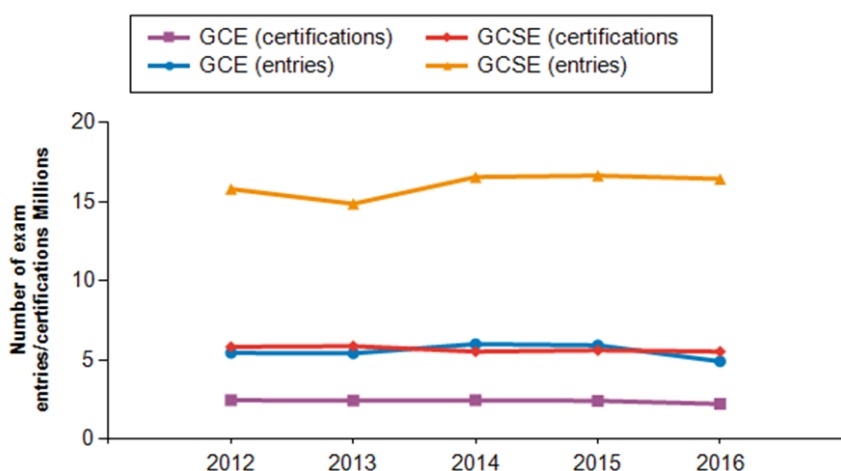 GCE (certifications) GCSE (certifications
GCE (entries) GCSE (entries)
Number of exam
entries/certifications Millions
20
15
10
5
0
2012 2013 2014 2015 2016